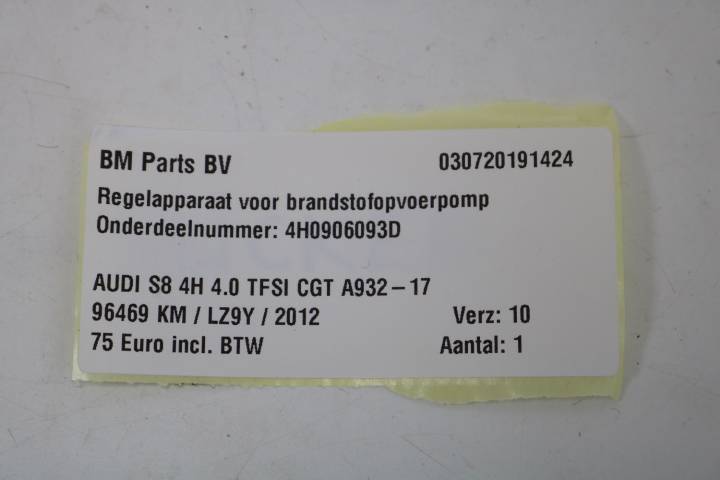 BM Parts BV 030720191424
Regelapparaat voor brandstofopvoerpomp
Onderdeelnummer: 4H0906093D
AUDI S8 4H 4.0 TFSI CGT A932-17
96469 KM / LZ9Y / 2012 Verz: 10
75 Euro incl. BTW Aantal: 1